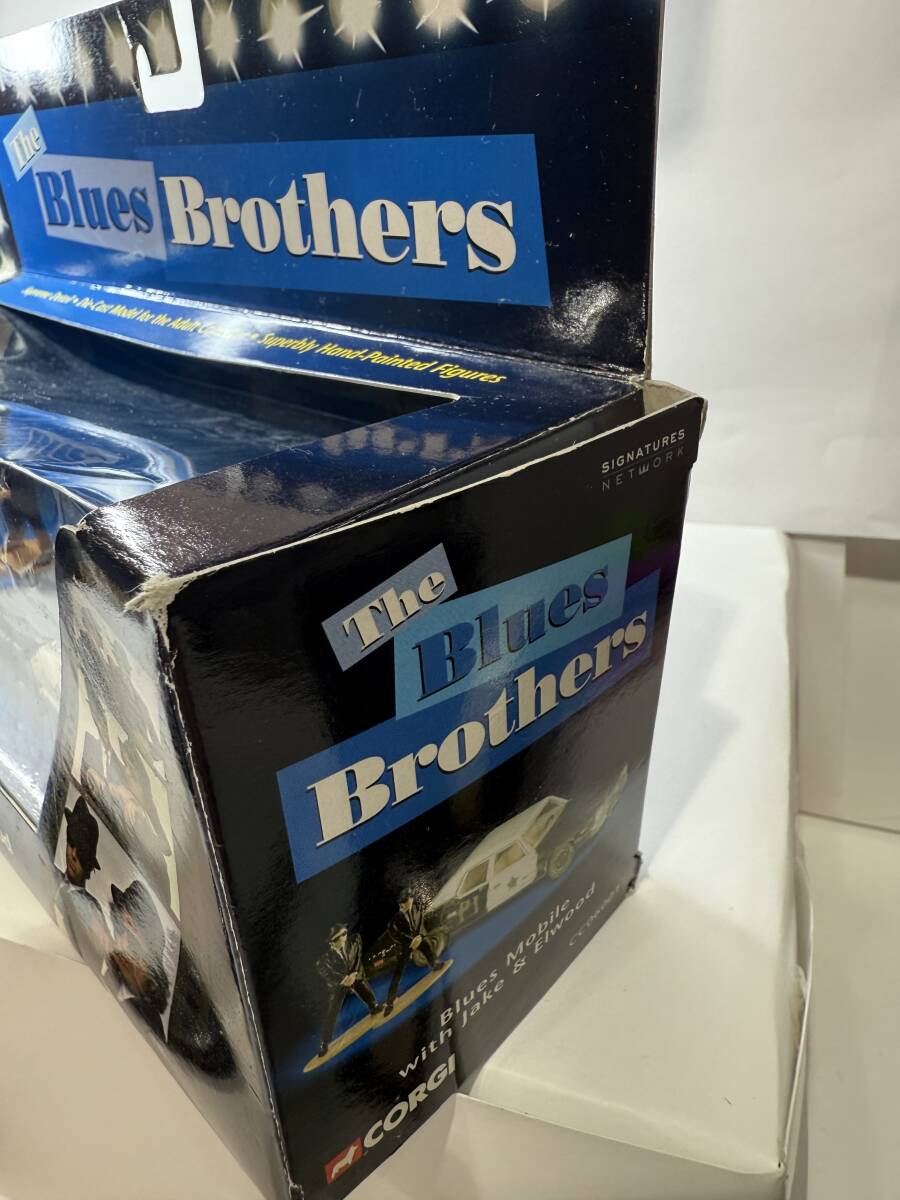 The
Blues Brothers
Supreme Detail • Die-Cast Model for the Adult • Superbly Hand-Painted Figures
SIGNATURES
NETWORK
The
Blues
Brothers
P1
Blues Mobile
with Jake & Elwood
CORGI